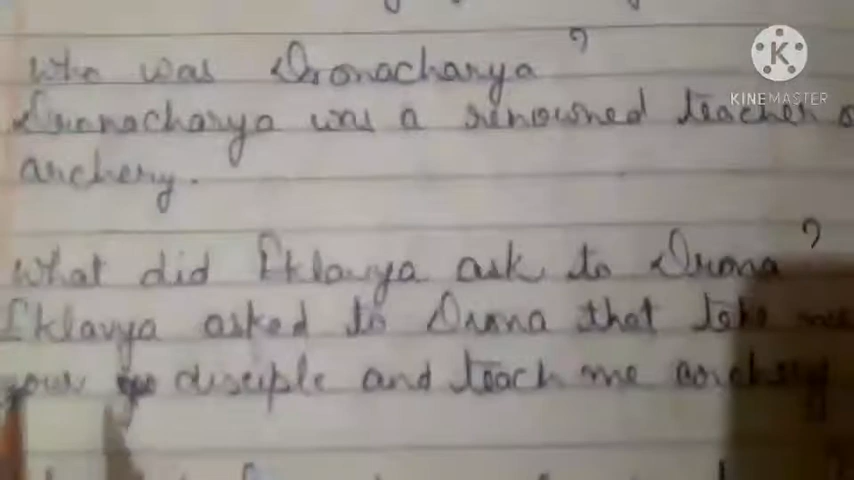 Who was Dronacharya ?
Dronacharya was a renowned teacher o
archery.
What did Eklavya ask to Drona ?
Eklavya asked to Drona that take me
your disciple and teach me archery
K
KINEMASTER